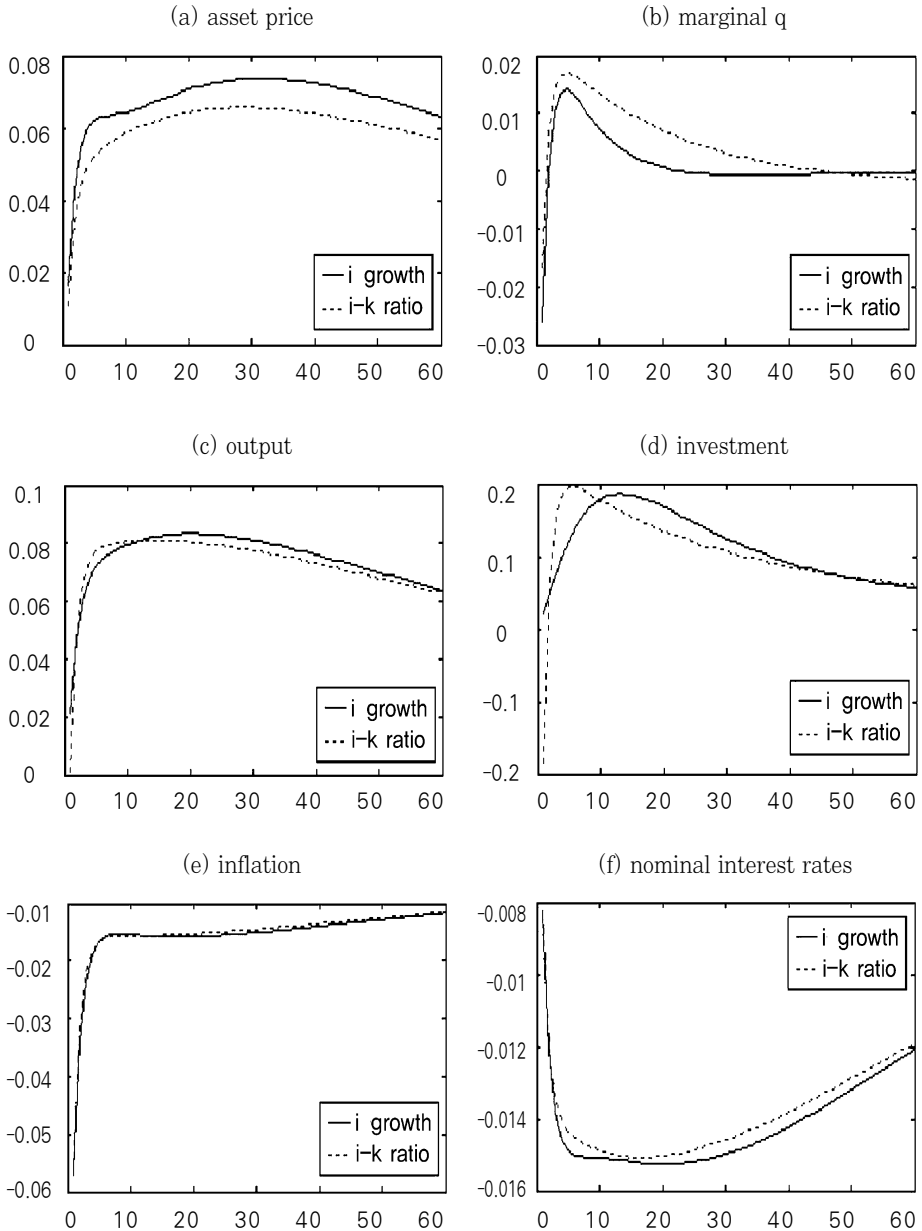 (a) asset price
0.08
0.06
0.04
0.02
0
i growth
i-k ratio
0 10 20 30 40 50 60
(b) marginal q
0.02
0.01
0
-0.01
-0.02
-0.03
i growth
i-k ratio
0 10 20 30 40 50 60
(c) output
0.1
0.08
0.06
0.04
0.02
0
i growth
i-k ratio
0 10 20 30 40 50 60
(d) investment
0.2
0.1
0
-0.1
-0.2
i growth
i-k ratio
0 10 20 30 40 50 60
(e) inflation
-0.01
-0.02
-0.03
-0.04
-0.05
-0.06
i growth
i-k ratio
0 10 20 30 40 50 60
(f) nominal interest rates
-0.008
-0.01
-0.012
-0.014
-0.016
i growth
i-k ratio
0 10 20 30 40 50 60